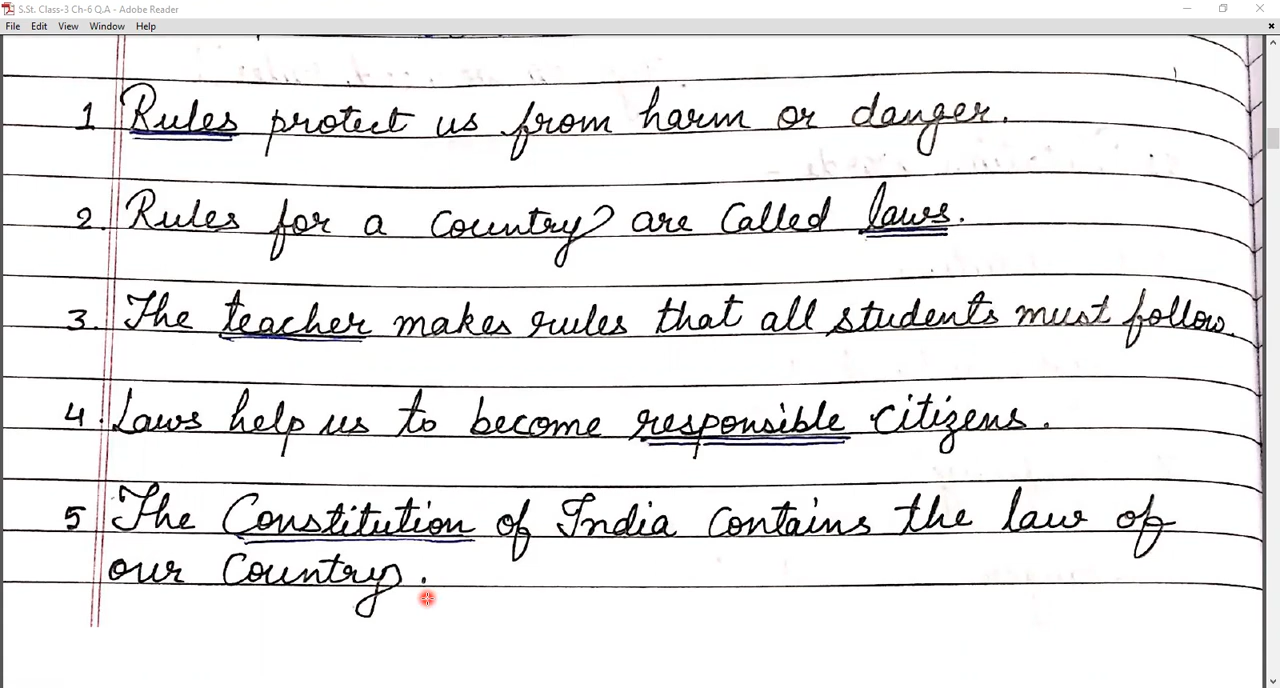 S.St. Class-3 Ch-6 Q.A - Adobe Reader
File Edit View Window Help
1 Rules protect us from harm or danger.
2. Rules for a country are called laws.
3. The teacher makes rules that all students must follow.
4. Laws help us to become responsible citizens.
5 The Constitution of India contains the law of
our country.